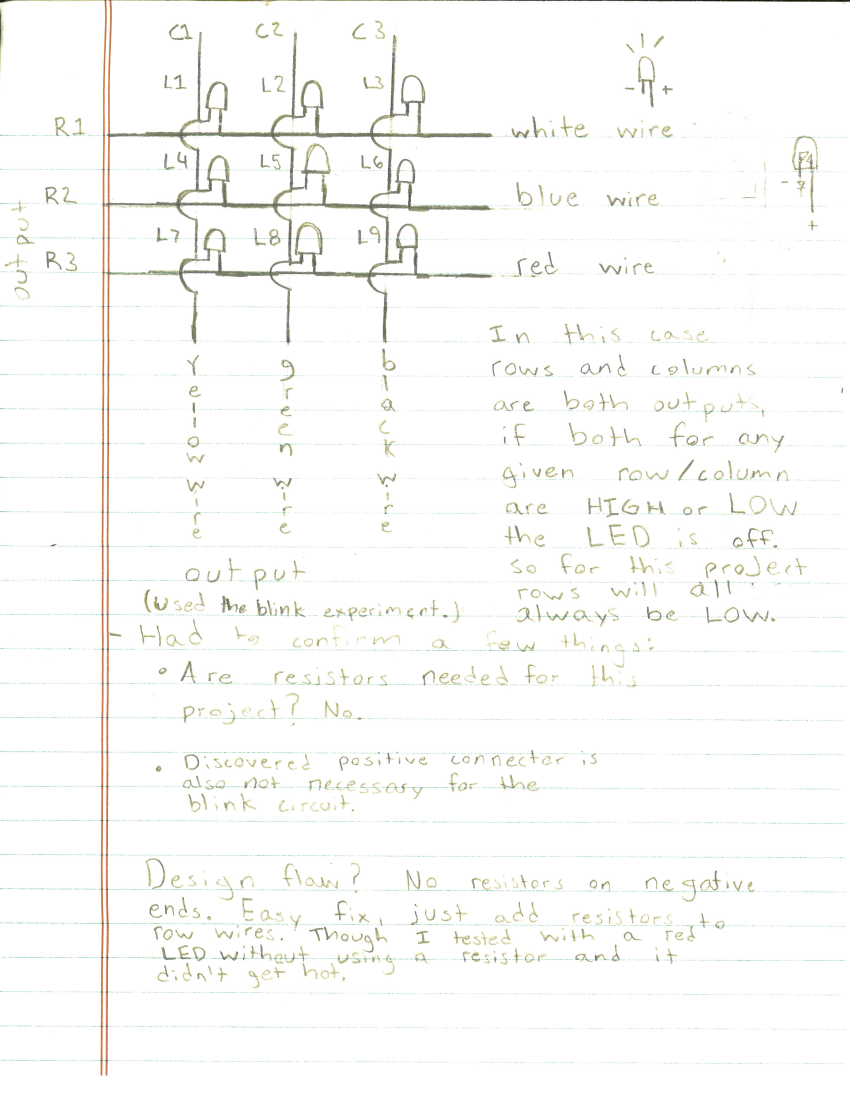 C1 C2 C3
L1 L2 L3
- +
R1 white wire
L4 L5 L6
- +
R2 blue wire
output
L7 L8 L9
R3 red wire
yellow wire
green wire
black wire
output
In this case
rows and columns
are both outputs,
if both for any
given row/column
are HIGH or LOW
the LED is off.
so for this project
rows will all
always be LOW.
(Used the blink experiment.)
- Had to confirm a few things:
• Are resistors needed for this
project? No.
• Discovered positive connector is
also not necessary for the
blink circuit.
Design flaw? No resistors on negative
ends. Easy fix, just add resistors to
row wires. Though I tested with a red
LED without using a resistor and it
didn't get hot.